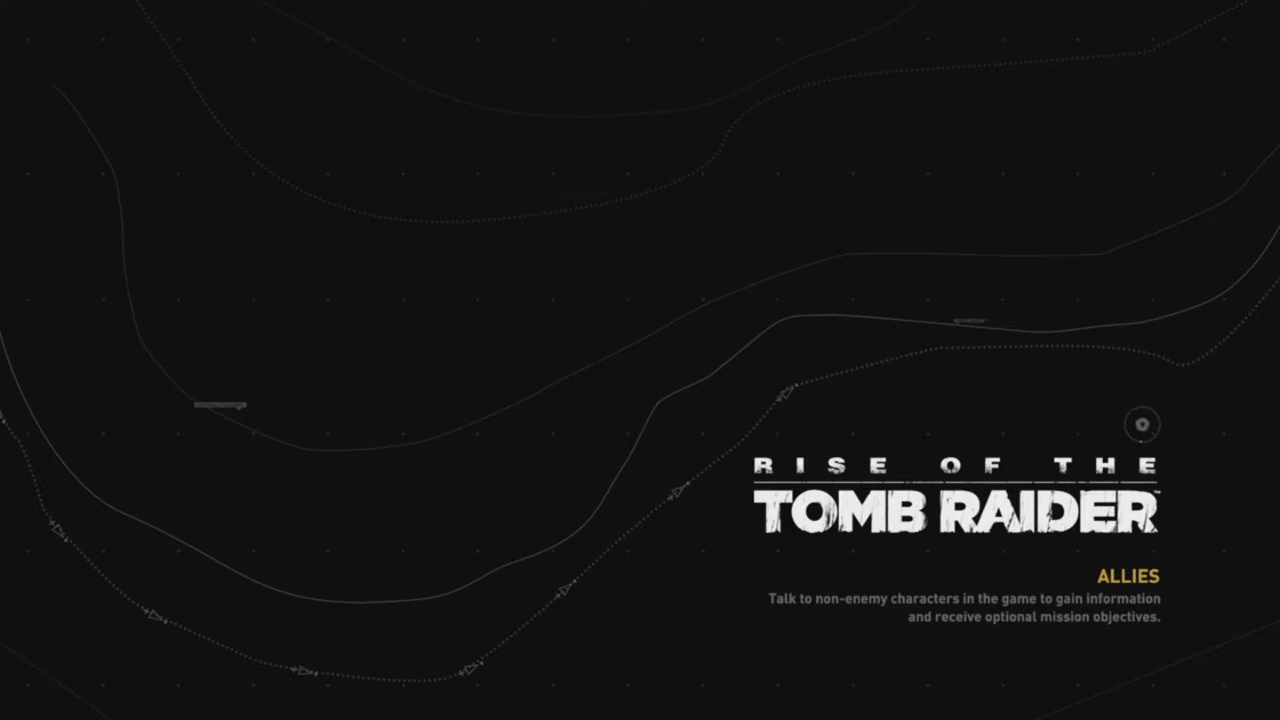 RISE OF THE
TOMB RAIDER™
ALLIES
Talk to non-enemy characters in the game to gain information
and receive optional mission objectives.